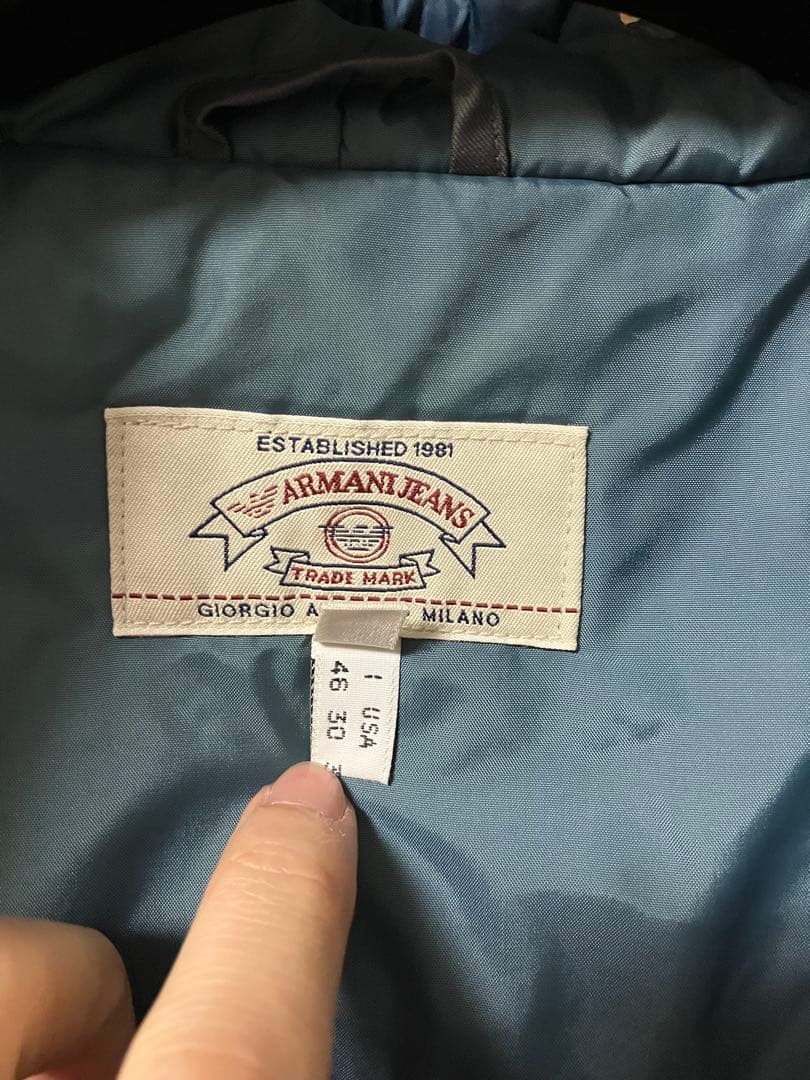 ESTABLISHED 1981
ARMANI JEANS
TRADE MARK
GIORGIO A MILANO
I USA
46 30